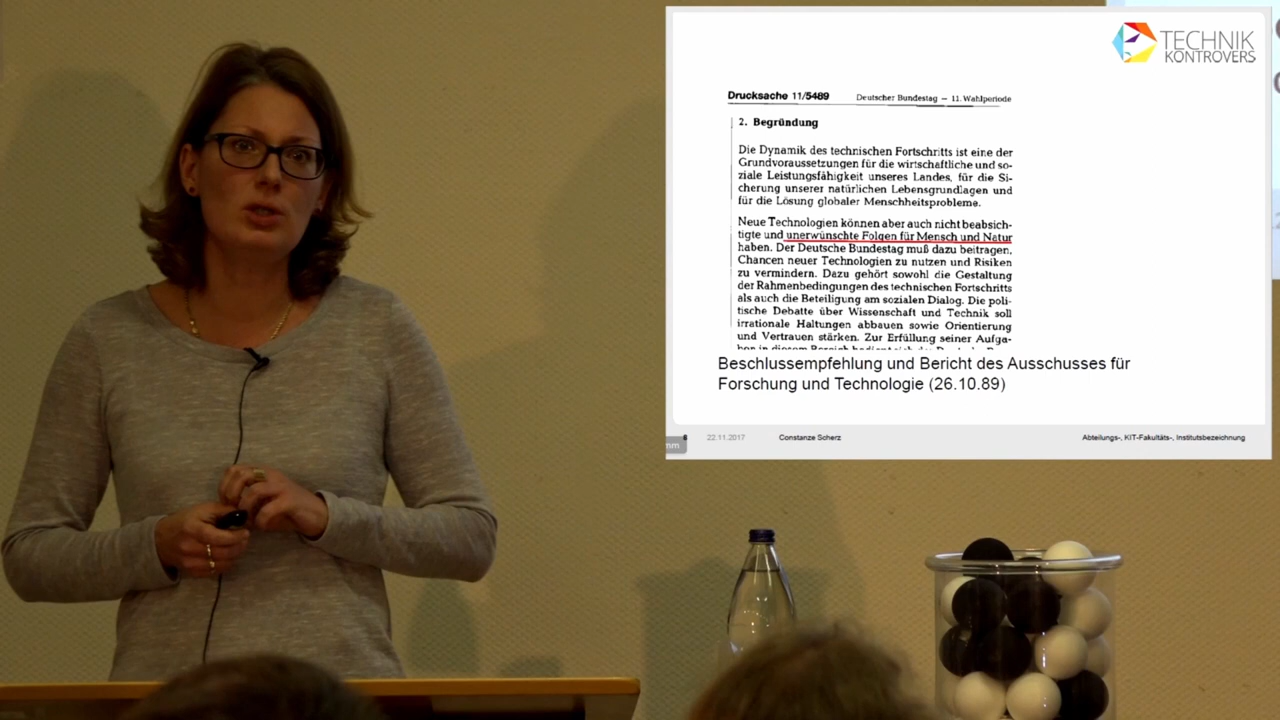 TECHNIK
KONTROVERS
Drucksache 11/5489 Deutscher Bundestag – 11. Wahlperiode
2. Begründung
Die Dynamik des technischen Fortschritts ist eine der
Grundvoraussetzungen für die wirtschaftliche und so-
ziale Leistungsfähigkeit unseres Landes, für die Si-
cherung unserer natürlichen Lebensgrundlagen und
für die Lösung globaler Menschheitsprobleme.
Neue Technologien können aber auch nicht beabsich-
tigte und unerwünschte Folgen für Mensch und Natur
haben. Der Deutsche Bundestag muß dazu beitragen,
Chancen neuer Technologien zu nutzen und Risiken
zu vermindern. Dazu gehört sowohl die Gestaltung
der Rahmenbedingungen des technischen Fortschritts
als auch die Beteiligung am sozialen Dialog. Die poli-
tische Debatte über Wissenschaft und Technik soll
irrationale Haltungen abbauen sowie Orientierung
und Vertrauen stärken. Zur Erfüllung seiner Aufga-
Beschlussempfehlung und Bericht des Ausschusses für
Forschung und Technologie (26.10.89)
22.11.2017 Constanze Scherz Abteilungs-, KIT-Fakultäts-, Institutsbezeichnung